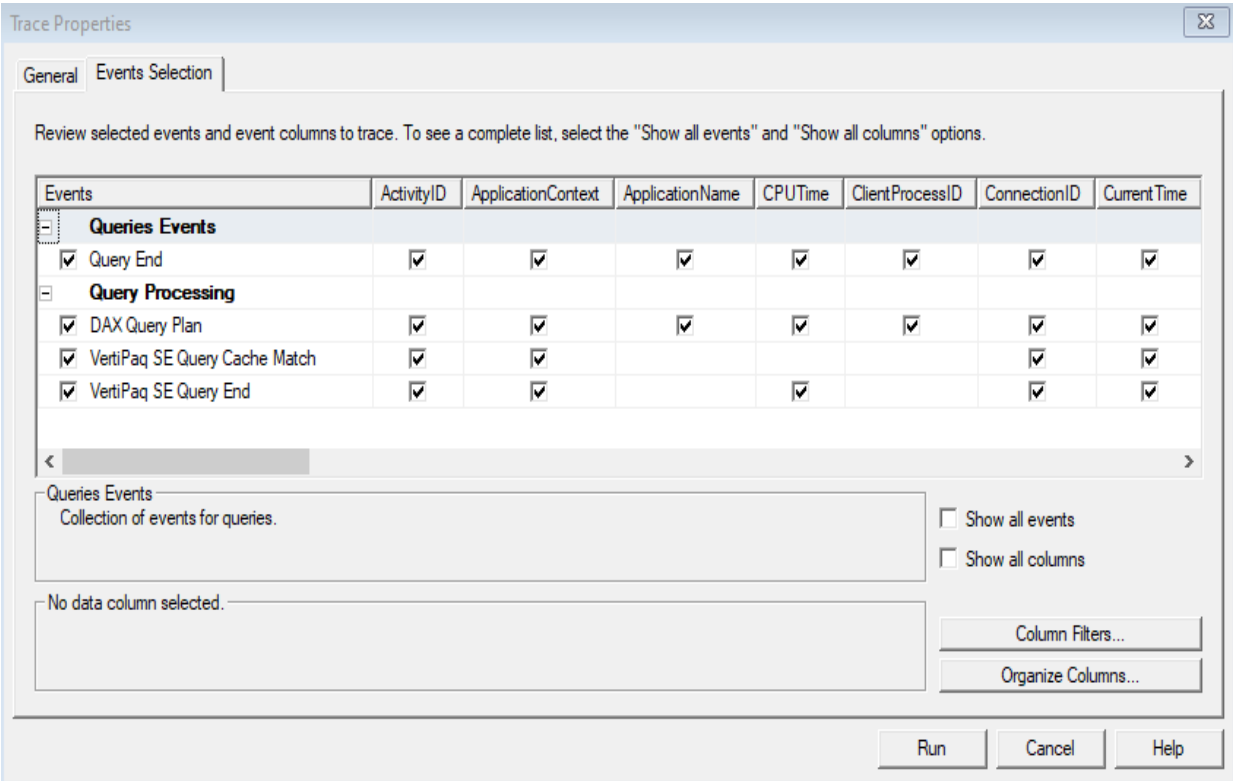 Trace Properties
General Events Selection
Review selected events and event columns to trace. To see a complete list, select the "Show all events" and "Show all columns" options.
Events ActivityID ApplicationContext ApplicationName CPUTime ClientProcessID ConnectionID CurrentTime
Queries Events
Query End
Query Processing
DAX Query Plan
VertiPaq SE Query Cache Match
VertiPaq SE Query End
Queries Events
Collection of events for queries.
Show all events
Show all columns
No data column selected.
Column Filters...
Organize Columns...
Run Cancel Help